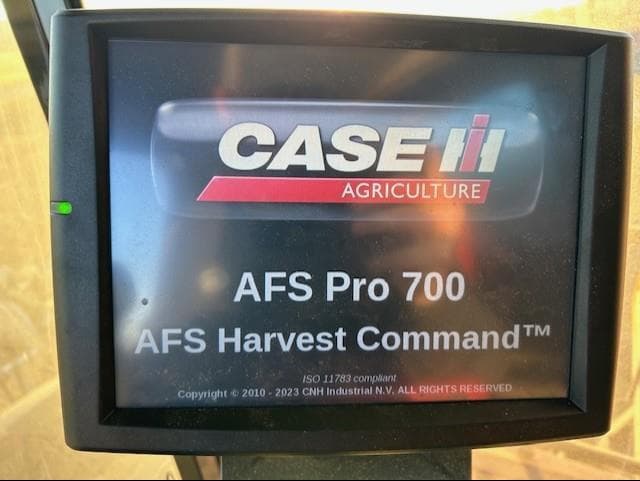 CASE IH
AGRICULTURE
AFS Pro 700
AFS Harvest Command™
ISO 11783 compliant
Copyright © 2010 - 2023 CNH Industrial N.V. ALL RIGHTS RESERVED